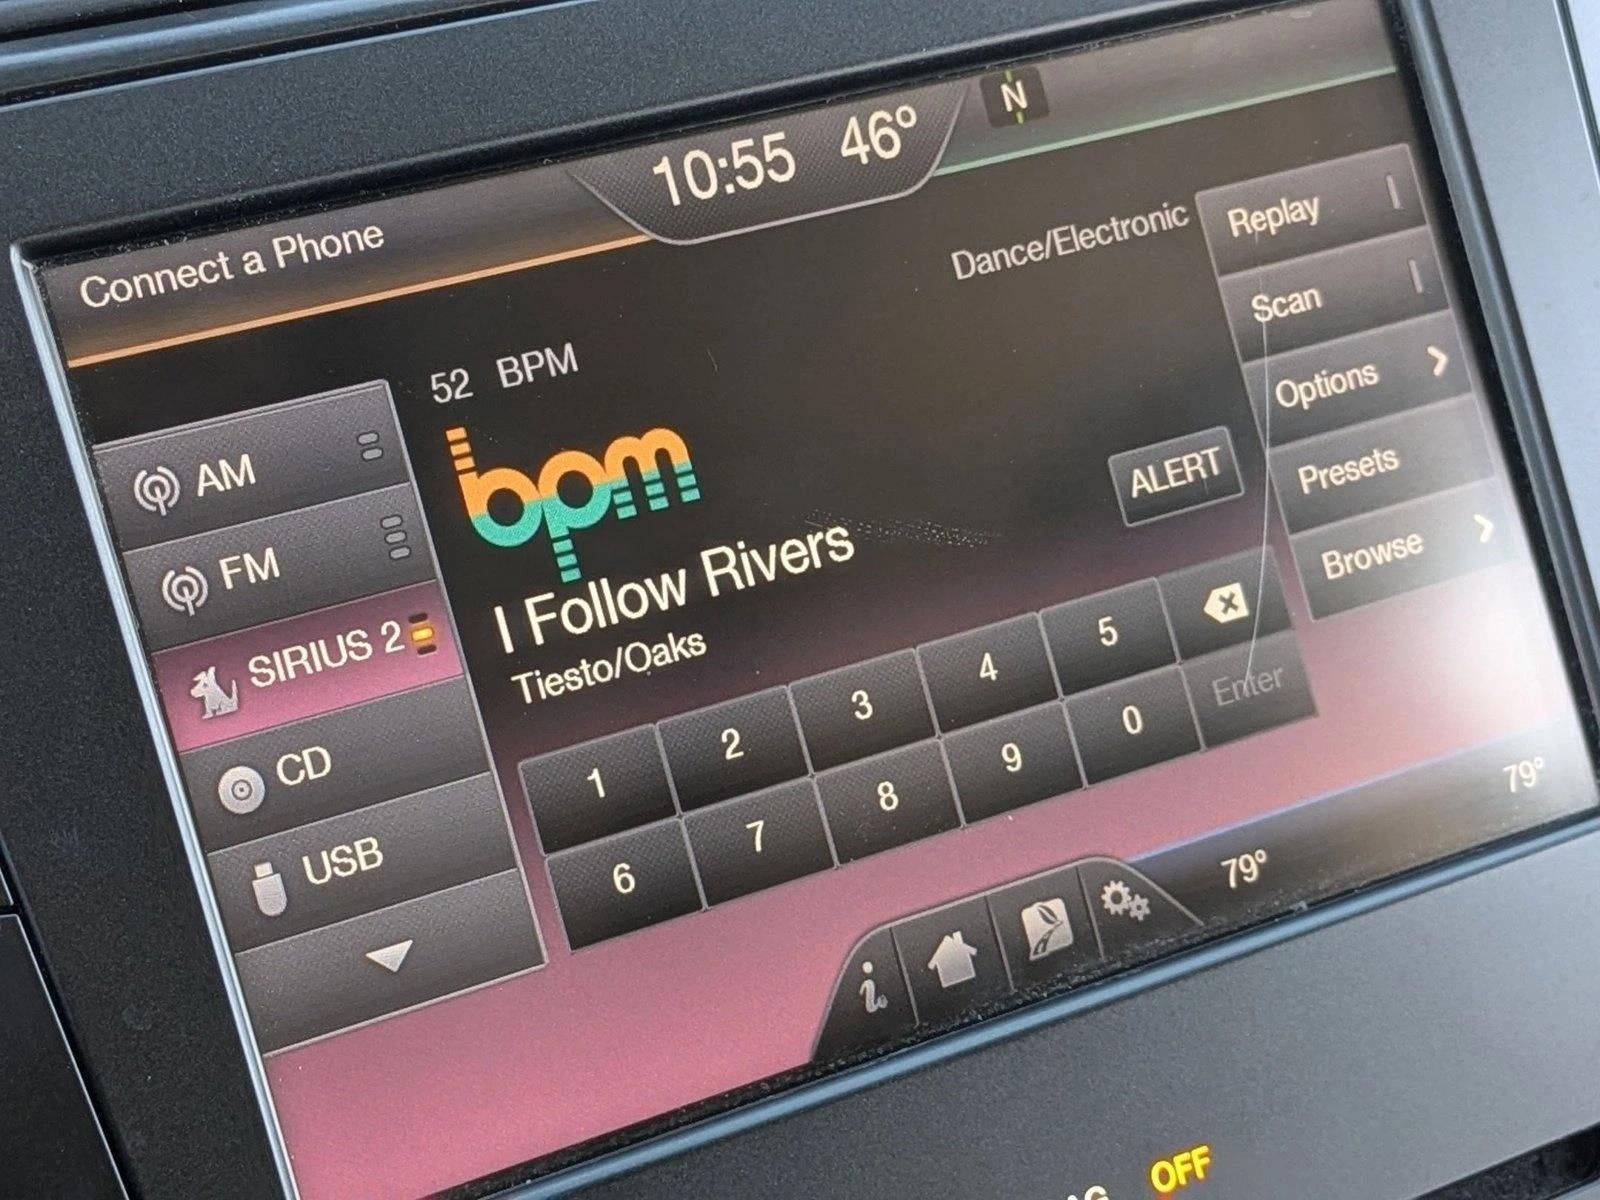 10:55 46° N
Connect a Phone
52 BPM
Dance/Electronic
bpm
I Follow Rivers
Tiesto/Oaks
ALERT
AM
FM
SIRIUS 2
CD
USB
Replay
Scan
Options
Presets
Browse
1 2 3 4 5
6 7 8 9 0 Enter
i
79° 79°
OFF